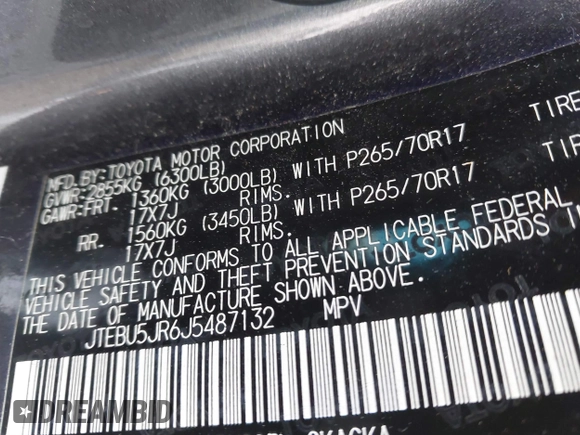 MFD.BY:TOYOTA MOTOR CORPORATION
GVWR:2855KG (6300LB)
GAWR:FRT. 1360KG (3000LB) WITH P265/70R17 TIRE
17X7J RIMS.
RR. 1560KG (3450LB) WITH P265/70R17 TIR
17X7J RIMS.
THIS VEHICLE CONFORMS TO ALL APPLICABLE FEDERAL
VEHICLE SAFETY AND THEFT PREVENTION STANDARDS IN
THE DATE OF MANUFACTURE SHOWN ABOVE.
JTEBU5JR6J5487132 MPV
DREAMBID